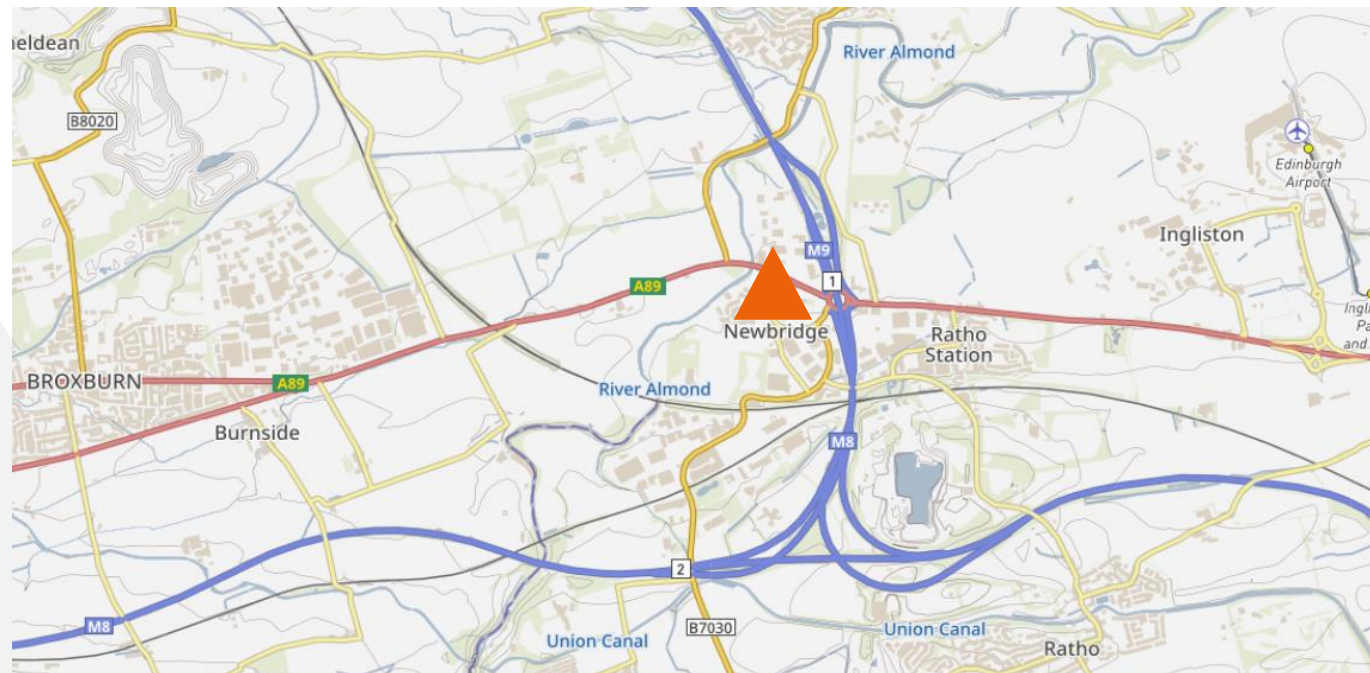 River Almond
B8020
Edinburgh
Airport
Ingliston
M9
1
A89
Newbridge
Ratho
Station
BROXBURN
A89
River Almond
Burnside
M8
2
M8
B7030
Union Canal
Union Canal
Ratho